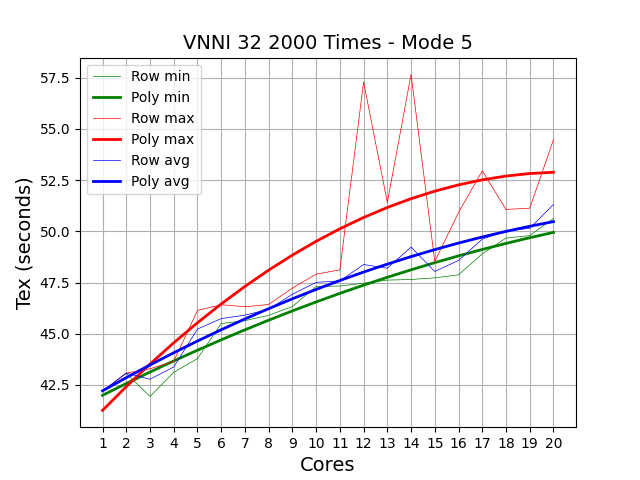 VNNI 32 2000 Times - Mode 5
Row min
Poly min
Row max
Poly max
Row avg
Poly avg
Tex (seconds)
57.5
55.0
52.5
50.0
47.5
45.0
42.5
1 2 3 4 5 6 7 8 9 10 11 12 13 14 15 16 17 18 19 20
Cores